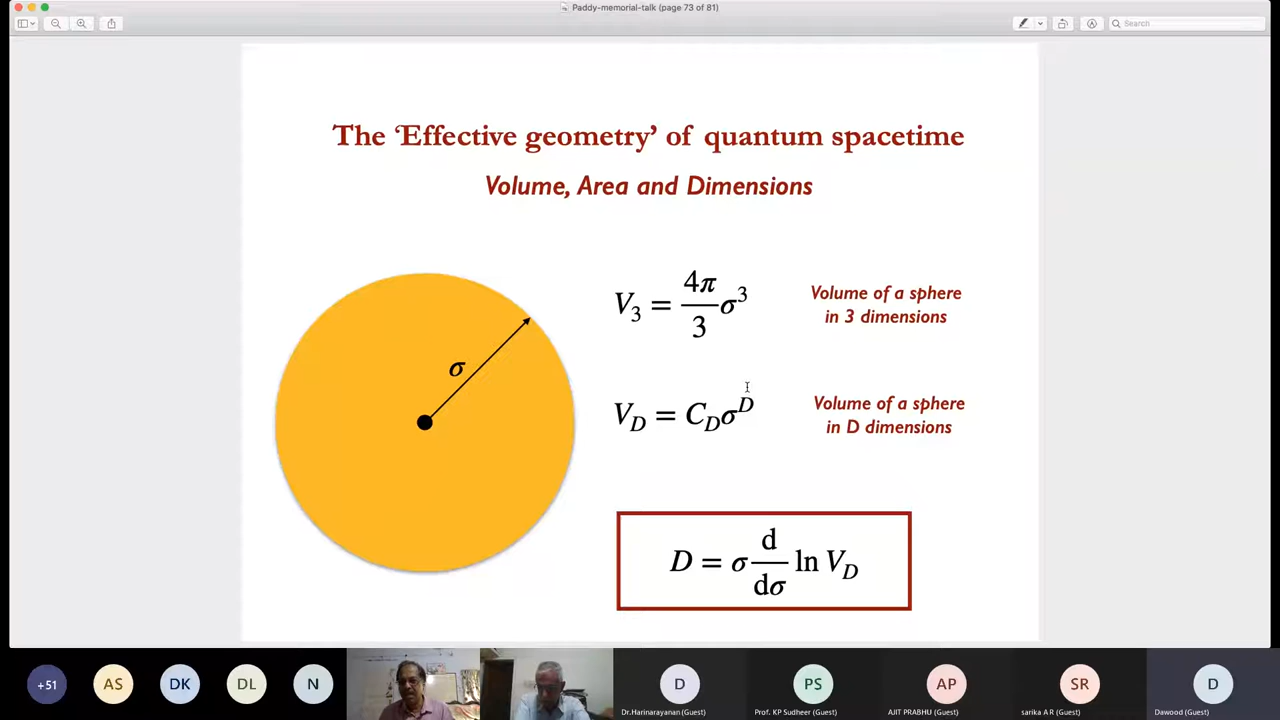 Paddy-memorial-talk (page 73 of 81)
Search
The ‘Effective geometry’ of quantum spacetime
Volume, Area and Dimensions
σ
V₃ = 4π/3 σ³
Volume of a sphere
in 3 dimensions
V_D = C_D σ^D
Volume of a sphere
in D dimensions
D = σ d/dσ ln V_D
+51
AS
DK
DL
N
D
PS
AP
SR
D
Dr.Harinarayanan (Guest)
Prof. KP Sudheer (Guest)
AJIT PRABHU (Guest)
sarika A R (Guest)
Dawood (Guest)